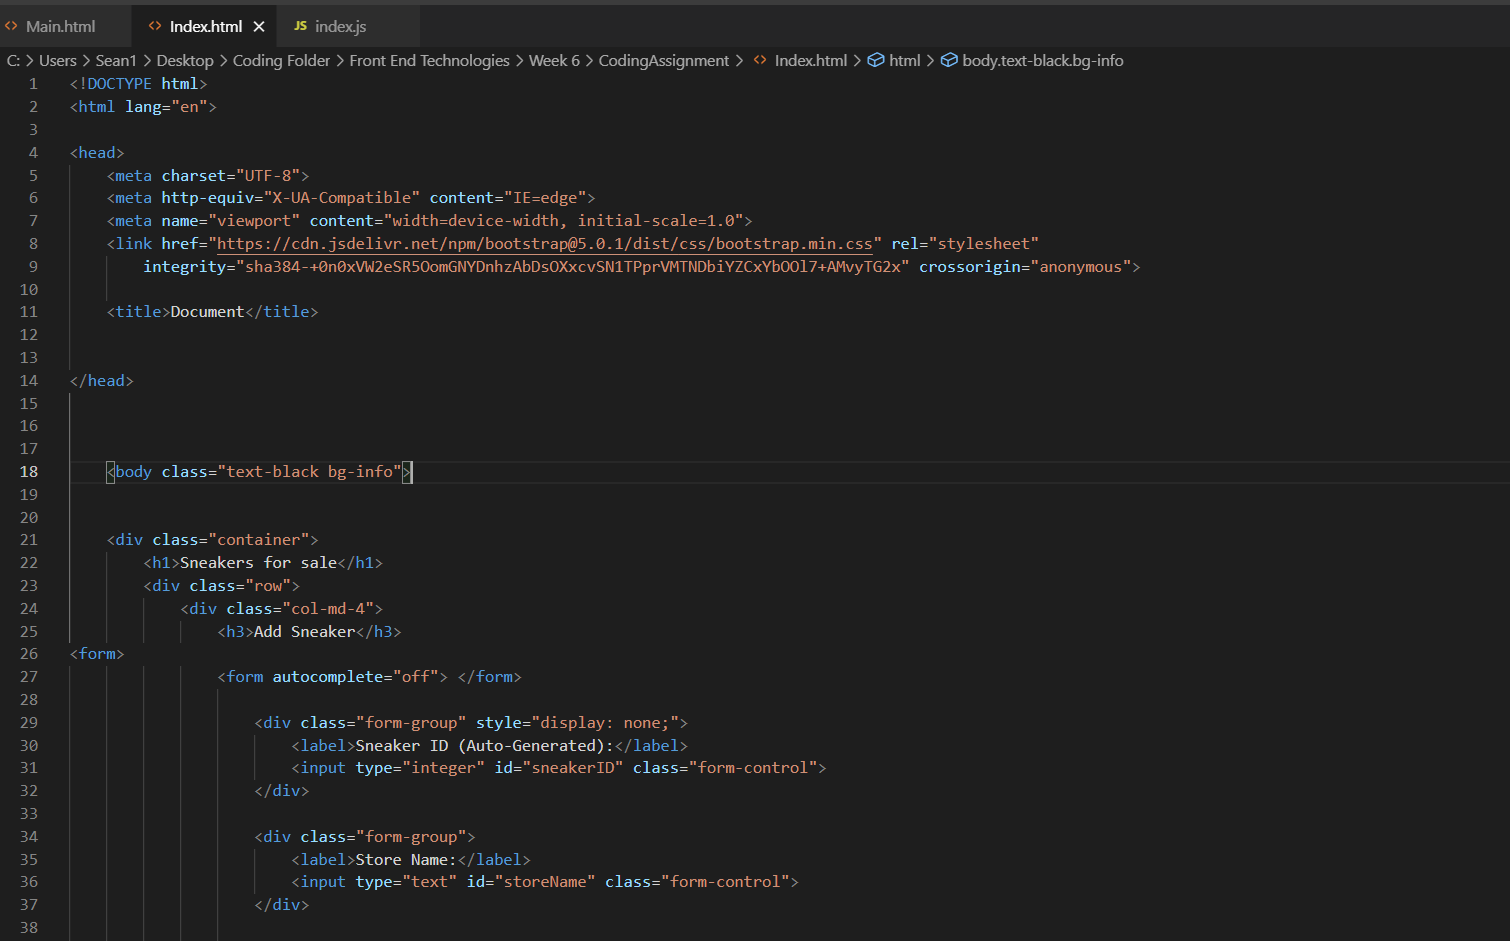 Main.html Index.html JS index.js
C: > Users > Sean1 > Desktop > Coding Folder > Front End Technologies > Week 6 > CodingAssignment > Index.html > html > body.text-black.bg-info
1 <!DOCTYPE html>
2 <html lang="en">
3
4 <head>
5 <meta charset="UTF-8">
6 <meta http-equiv="X-UA-Compatible" content="IE=edge">
7 <meta name="viewport" content="width=device-width, initial-scale=1.0">
8 <link href="https://cdn.jsdelivr.net/npm/bootstrap@5.0.1/dist/css/bootstrap.min.css" rel="stylesheet"
9 integrity="sha384-+0n0xVW2eSR5OomGNYDnhzAbDsOXxcvSN1TPprVMTNDbiYZCxYbOOl7+AMvyTG2x" crossorigin="anonymous">
10
11 <title>Document</title>
12
13
14 </head>
15
16
17
18 <body class="text-black bg-info">
19
20
21 <div class="container">
22 <h1>Sneakers for sale</h1>
23 <div class="row">
24 <div class="col-md-4">
25 <h3>Add Sneaker</h3>
26 <form>
27 <form autocomplete="off"> </form>
28
29 <div class="form-group" style="display: none;">
30 <label>Sneaker ID (Auto-Generated):</label>
31 <input type="integer" id="sneakerID" class="form-control">
32 </div>
33
34 <div class="form-group">
35 <label>Store Name:</label>
36 <input type="text" id="storeName" class="form-control">
37 </div>
38